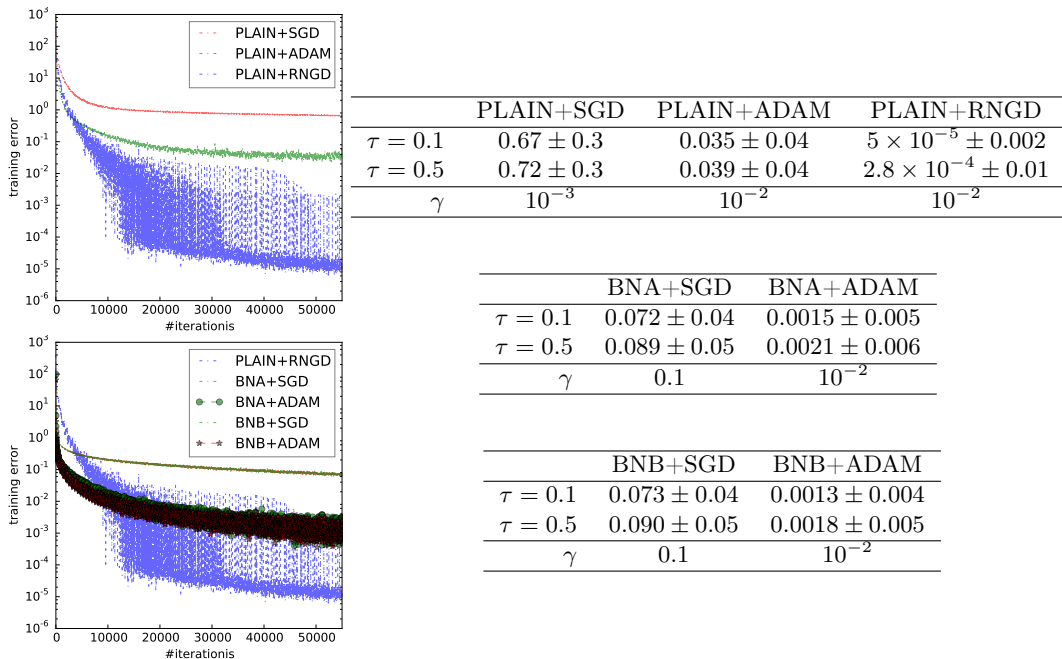 10^3
10^2
10^1
10^0
10^-1
10^-2
10^-3
10^-4
10^-5
10^-6
training error
PLAIN+SGD
PLAIN+ADAM
PLAIN+RNGD
0 10000 20000 30000 40000 50000
#iterationis
10^3
10^2
10^1
10^0
10^-1
10^-2
10^-3
10^-4
10^-5
10^-6
training error
PLAIN+RNGD
BNA+SGD
BNA+ADAM
BNB+SGD
BNB+ADAM
0 10000 20000 30000 40000 50000
#iterationis
PLAIN+SGD PLAIN+ADAM PLAIN+RNGD
τ = 0.1 0.67 ± 0.3 0.035 ± 0.04 5 × 10^-5 ± 0.002
τ = 0.5 0.72 ± 0.3 0.039 ± 0.04 2.8 × 10^-4 ± 0.01
γ 10^-3 10^-2 10^-2
BNA+SGD BNA+ADAM
τ = 0.1 0.072 ± 0.04 0.0015 ± 0.005
τ = 0.5 0.089 ± 0.05 0.0021 ± 0.006
γ 0.1 10^-2
BNB+SGD BNB+ADAM
τ = 0.1 0.073 ± 0.04 0.0013 ± 0.004
τ = 0.5 0.090 ± 0.05 0.0018 ± 0.005
γ 0.1 10^-2